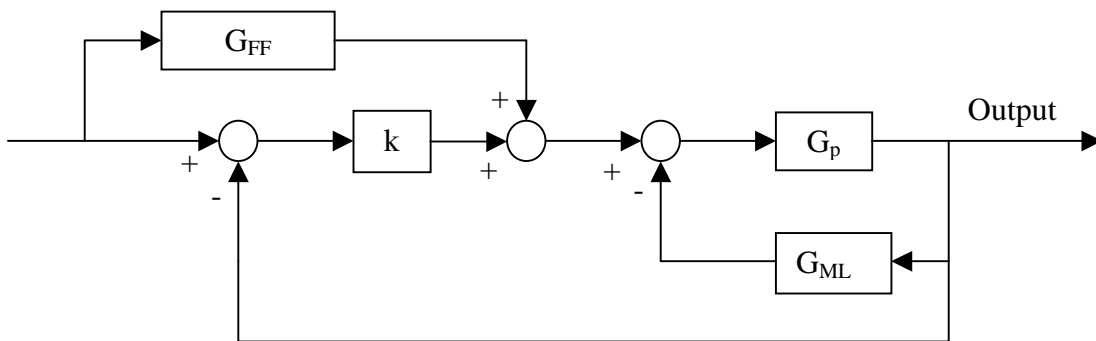 G_FF
+
Output
k
G_p
+
+
+
-
-
G_ML